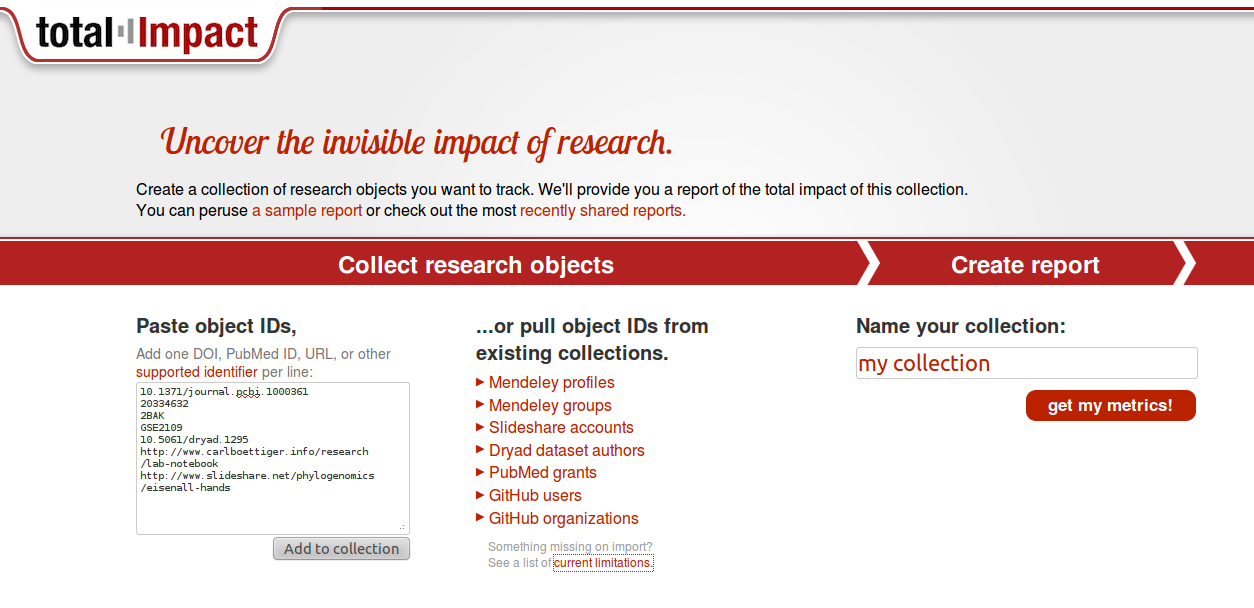 total Impact
Uncover the invisible impact of research.
Create a collection of research objects you want to track. We'll provide you a report of the total impact of this collection.
You can peruse a sample report or check out the most recently shared reports.
Collect research objects
Create report
Paste object IDs,
Add one DOI, PubMed ID, URL, or other
supported identifier per line:
10.1371/journal.pcbi.1000361
20334632
2BAK
GSE2109
10.5061/dryad.1295
http://www.carlboettiger.info/research
/lab-notebook
http://www.slideshare.net/phylogenomics
/eisenall-hands
Add to collection
...or pull object IDs from
existing collections.
Mendeley profiles
Mendeley groups
Slideshare accounts
Dryad dataset authors
PubMed grants
GitHub users
GitHub organizations
Something missing on import?
See a list of current limitations.
Name your collection:
my collection
get my metrics!